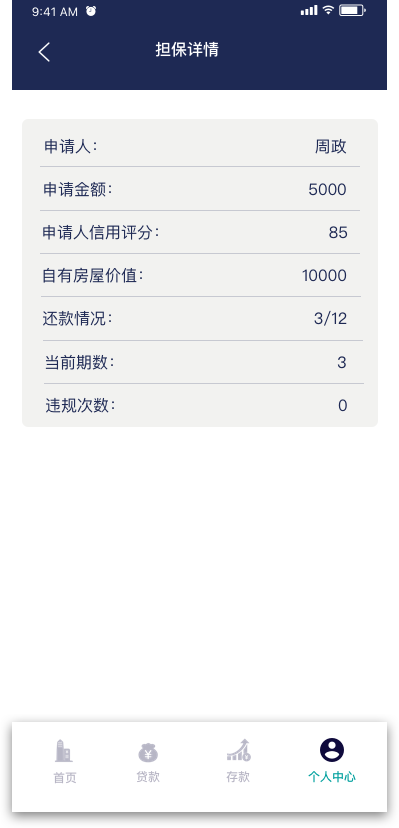 9:41 AM
担保详情
申请人： 周政
申请金额： 5000
申请人信用评分： 85
自有房屋价值： 10000
还款情况： 3/12
当前期数： 3
违规次数： 0
首页 贷款 存款 个人中心